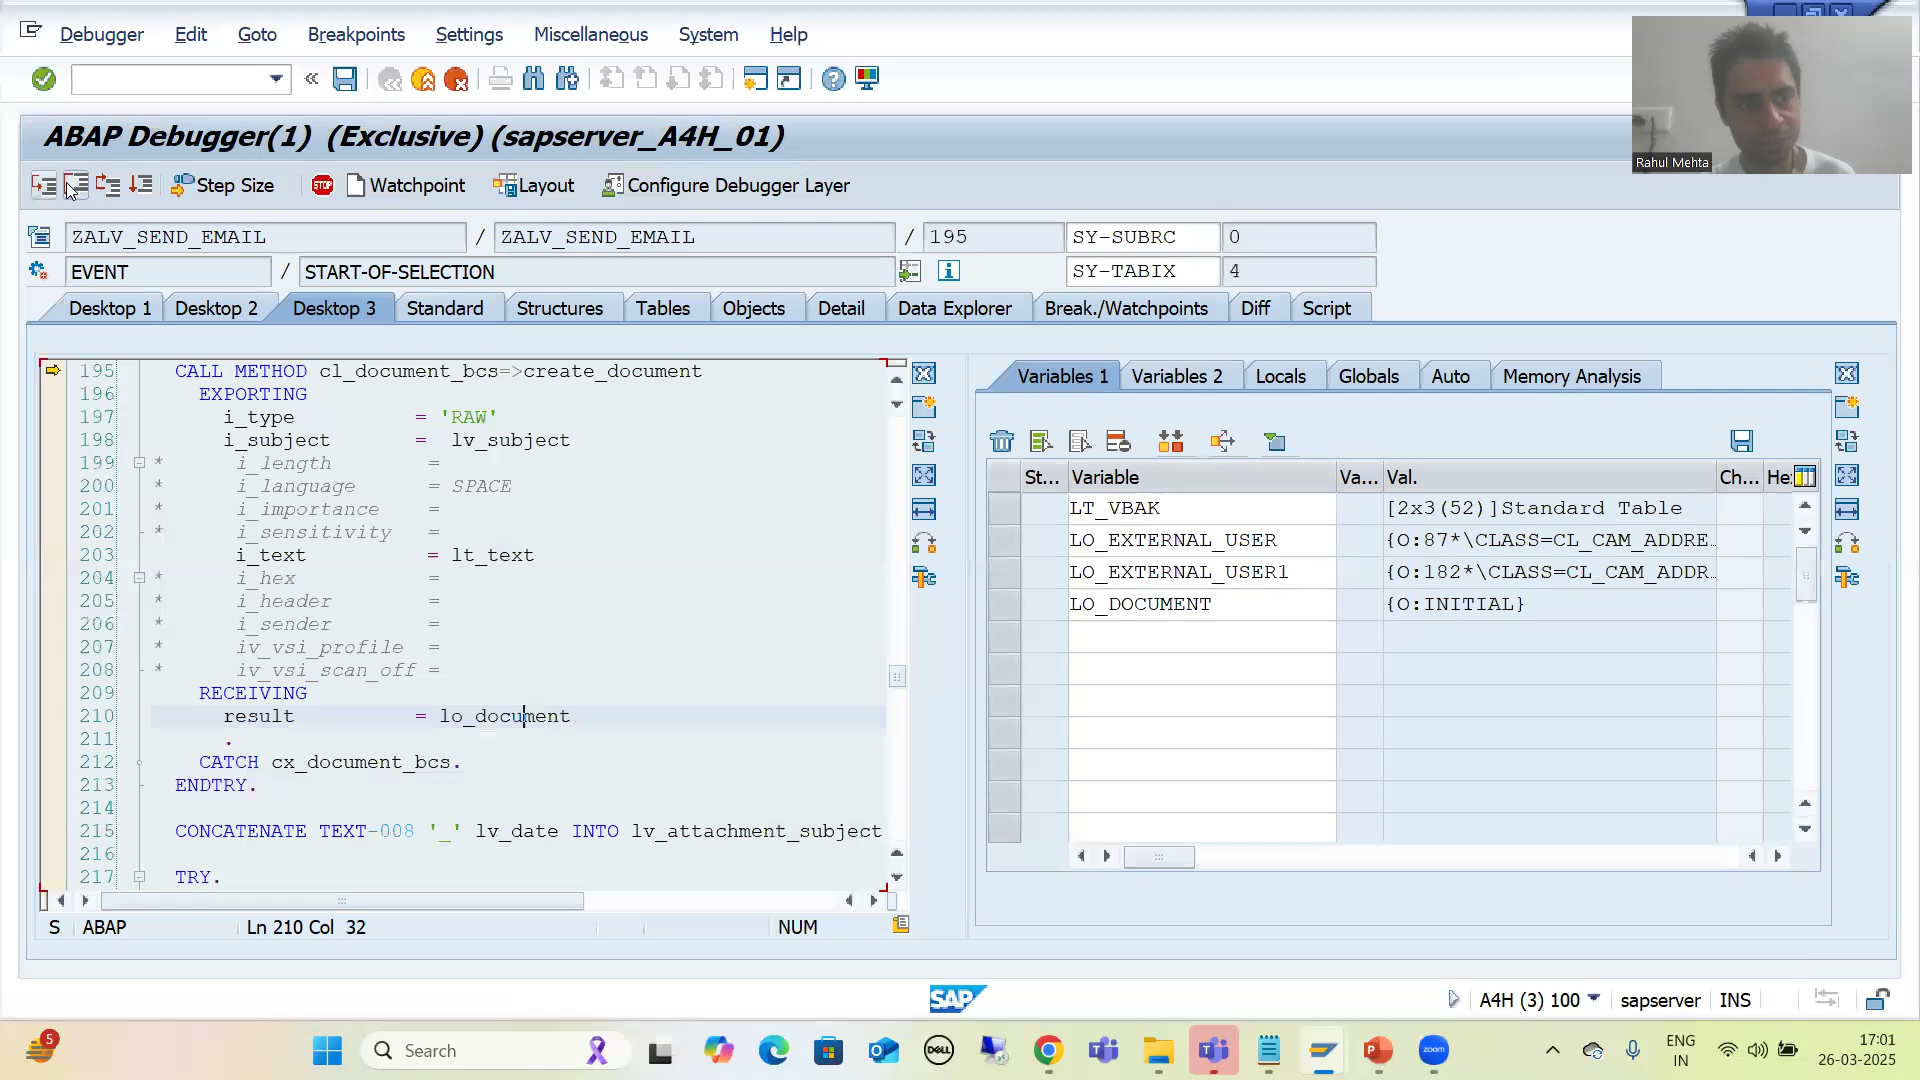 Debugger Edit Goto Breakpoints Settings Miscellaneous System Help
Rahul Mehta
ABAP Debugger(1) (Exclusive) (sapserver_A4H_01)
Step Size STOP Watchpoint Layout Configure Debugger Layer
ZALV_SEND_EMAIL / ZALV_SEND_EMAIL / 195 SY-SUBRC 0
EVENT / START-OF-SELECTION SY-TABIX 4
Desktop 1 Desktop 2 Desktop 3 Standard Structures Tables Objects Detail Data Explorer Break./Watchpoints Diff Script
195 CALL METHOD cl_document_bcs=>create_document
196 EXPORTING
197 i_type = 'RAW'
198 i_subject = lv_subject
199 * i_length =
200 * i_language = SPACE
201 * i_importance =
202 * i_sensitivity =
203 i_text = lt_text
204 * i_hex =
205 * i_header =
206 * i_sender =
207 * iv_vsi_profile =
208 * iv_vsi_scan_off =
209 RECEIVING
210 result = lo_document
211 .
212 CATCH cx_document_bcs.
213 ENDTRY.
214
215 CONCATENATE TEXT-008 '_' lv_date INTO lv_attachment_subject
216
217 TRY.
S ABAP Ln 210 Col 32 NUM
Variables 1 Variables 2 Locals Globals Auto Memory Analysis
St... Variable Va... Val. Ch... He
LT_VBAK [2x3(52)]Standard Table
LO_EXTERNAL_USER {O:87*\CLASS=CL_CAM_ADDRE...
LO_EXTERNAL_USER1 {O:182*\CLASS=CL_CAM_ADDR...
LO_DOCUMENT {O:INITIAL}
SAP A4H (3) 100 sapserver INS
5 Search DELL zoom ENG IN 17:01 26-03-2025